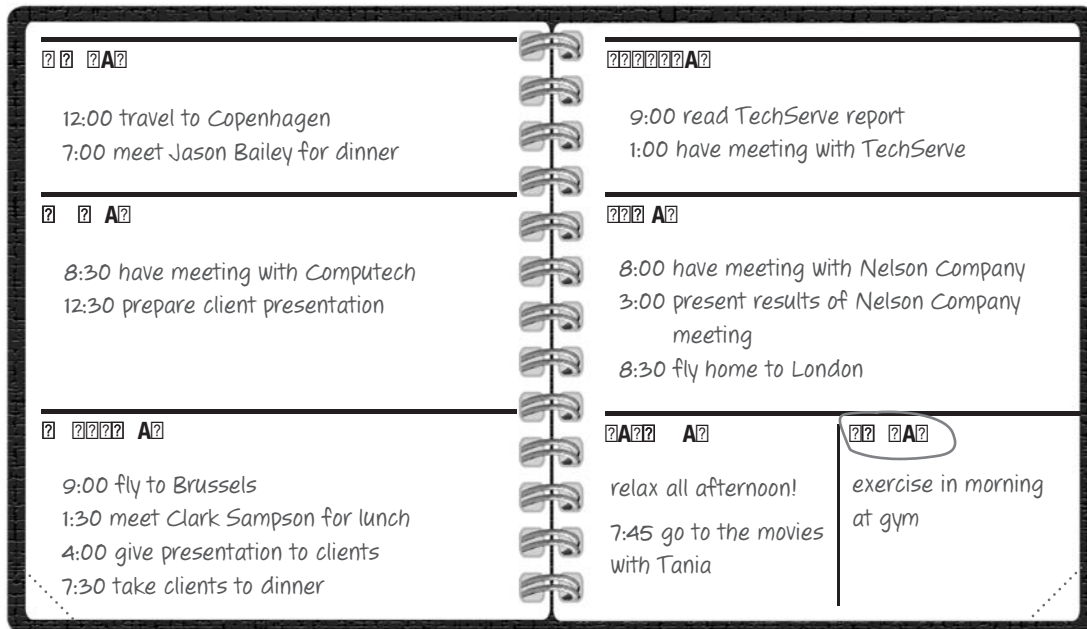 12:00 travel to Copenhagen
7:00 meet Jason Bailey for dinner
8:30 have meeting with Computech
12:30 prepare client presentation
9:00 fly to Brussels
1:30 meet Clark Sampson for lunch
4:00 give presentation to clients
7:30 take clients to dinner
9:00 read TechServe report
1:00 have meeting with TechServe
8:00 have meeting with Nelson Company
3:00 present results of Nelson Company
meeting
8:30 fly home to London
relax all afternoon!
7:45 go to the movies
with Tania
exercise in morning
at gym